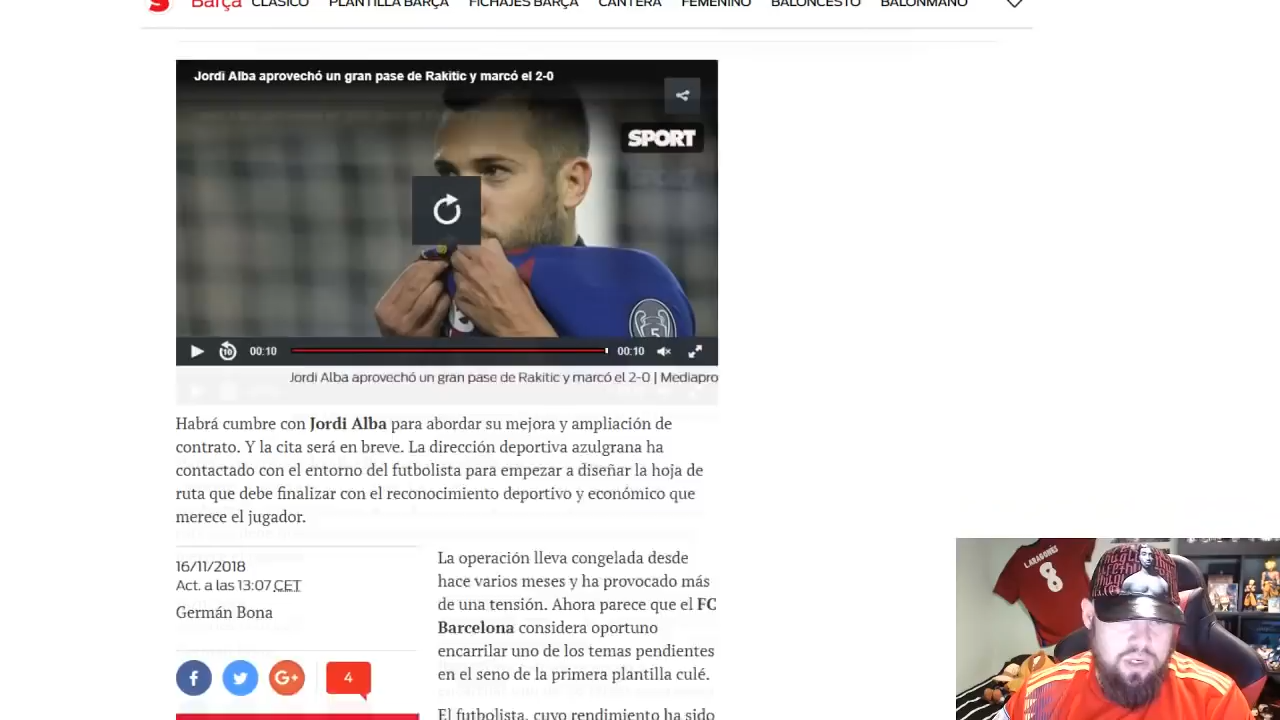 Barça CLÁSICO PLANTILLA BARÇA FICHAJES BARÇA CANTERA FEMENINO BALONCESTO BALONMANO
Jordi Alba aprovechó un gran pase de Rakitic y marcó el 2-0
SPORT
5
10 00:10 00:10
Jordi Alba aprovechó un gran pase de Rakitic y marcó el 2-0 | Mediapro
Habrá cumbre con Jordi Alba para abordar su mejora y ampliación de
contrato. Y la cita será en breve. La dirección deportiva azulgrana ha
contactado con el entorno del futbolista para empezar a diseñar la hoja de
ruta que debe finalizar con el reconocimiento deportivo y económico que
merece el jugador.
16/11/2018
Act. a las 13:07 CET
Germán Bona
4
La operación lleva congelada desde
hace varios meses y ha provocado más
de una tensión. Ahora parece que el FC
Barcelona considera oportuno
encarrilar uno de los temas pendientes
en el seno de la primera plantilla culé.
El futbolista, cuyo rendimiento ha sido
L.ARAGONES
8